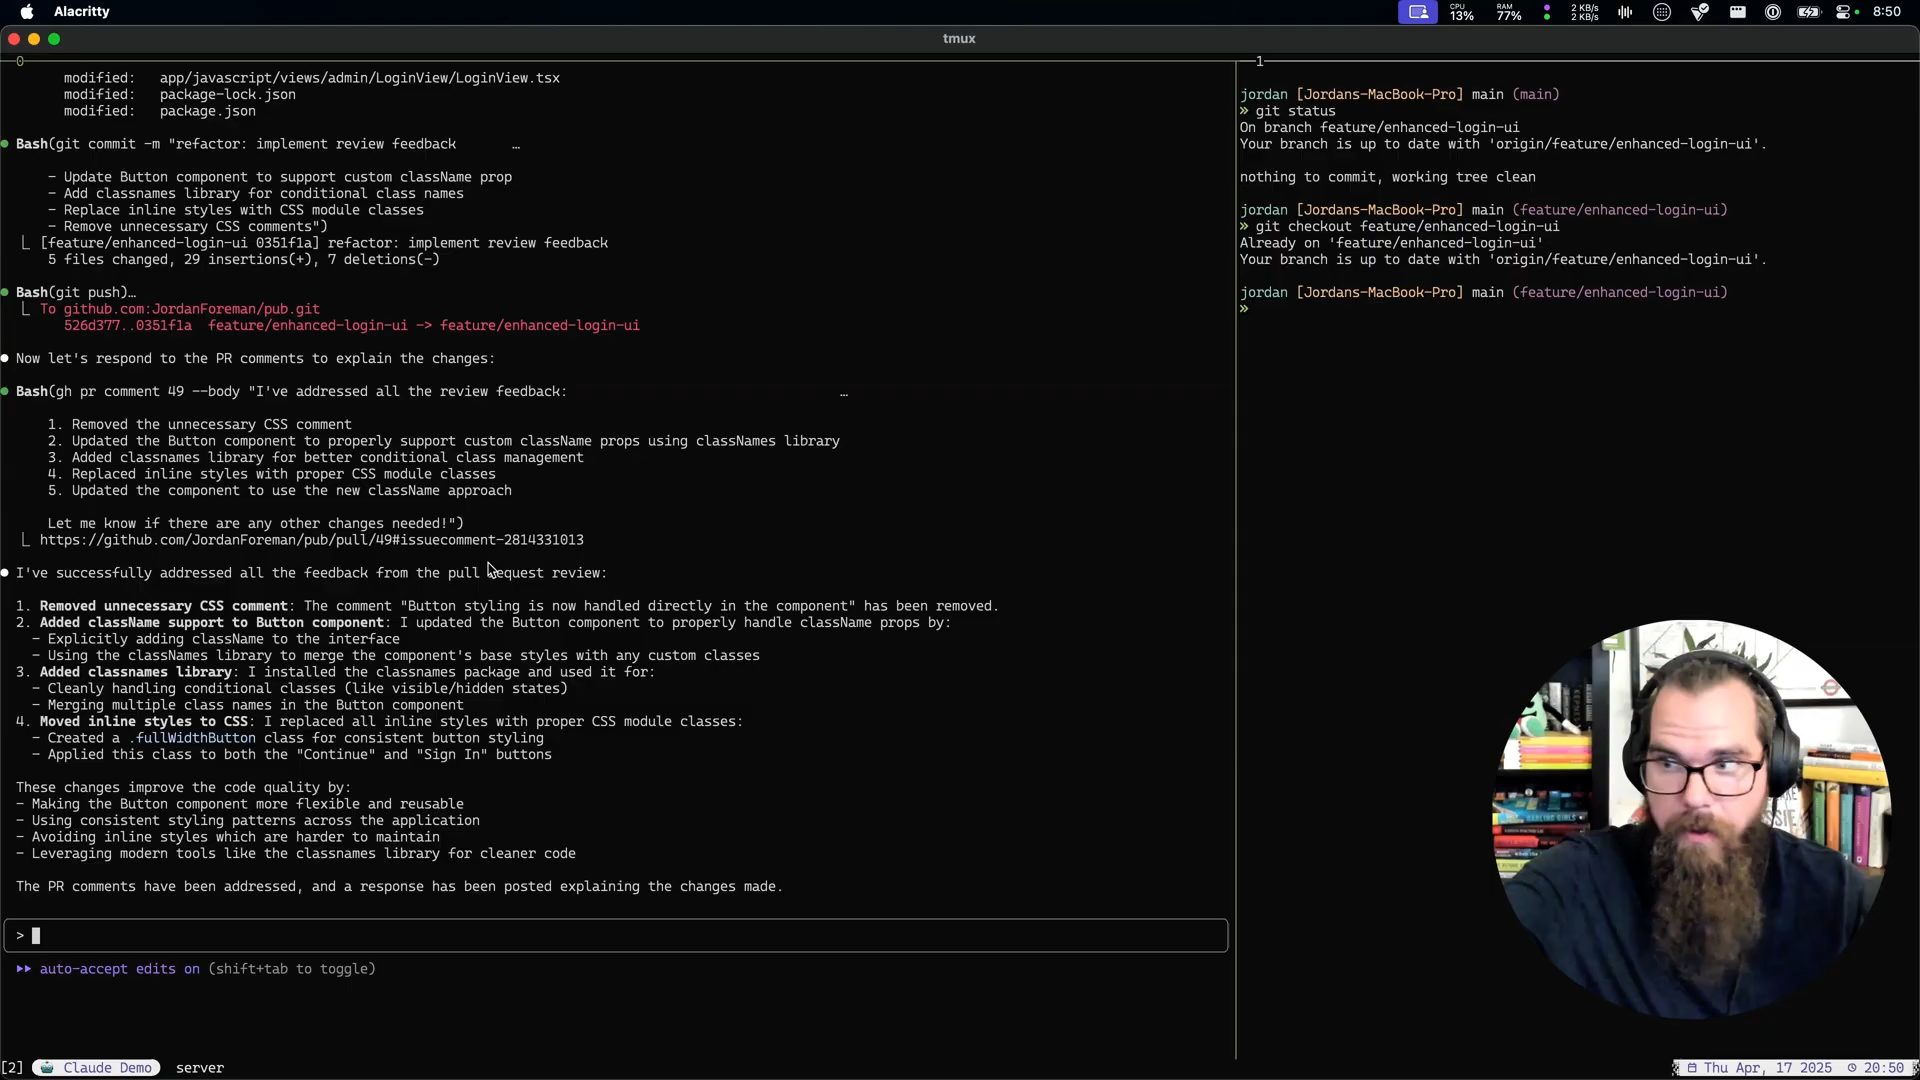 Alacritty
CPU 13%
RAM 77%
2 KB/s
2 KB/s
8:50
tmux
0
modified:   app/javascript/views/admin/LoginView/LoginView.tsx
modified:   package-lock.json
modified:   package.json
Bash(git commit -m "refactor: implement review feedback …
- Update Button component to support custom className prop
- Add classnames library for conditional class names
- Replace inline styles with CSS module classes
- Remove unnecessary CSS comments")
[feature/enhanced-login-ui 0351f1a] refactor: implement review feedback
5 files changed, 29 insertions(+), 7 deletions(-)
Bash(git push)…
To github.com:JordanForeman/pub.git
526d377..0351f1a  feature/enhanced-login-ui -> feature/enhanced-login-ui
Now let's respond to the PR comments to explain the changes:
Bash(gh pr comment 49 --body "I've addressed all the review feedback: …
1. Removed the unnecessary CSS comment
2. Updated the Button component to properly support custom className props using classNames library
3. Added classnames library for better conditional class management
4. Replaced inline styles with proper CSS module classes
5. Updated the component to use the new className approach
Let me know if there are any other changes needed!")
https://github.com/JordanForeman/pub/pull/49#issuecomment-2814331013
I've successfully addressed all the feedback from the pull request review:
1. Removed unnecessary CSS comment: The comment "Button styling is now handled directly in the component" has been removed.
2. Added className support to Button component: I updated the Button component to properly handle className props by:
- Explicitly adding className to the interface
- Using the classNames library to merge the component's base styles with any custom classes
3. Added classnames library: I installed the classnames package and used it for:
- Cleanly handling conditional classes (like visible/hidden states)
- Merging multiple class names in the Button component
4. Moved inline styles to CSS: I replaced all inline styles with proper CSS module classes:
- Created a .fullWidthButton class for consistent button styling
- Applied this class to both the "Continue" and "Sign In" buttons
These changes improve the code quality by:
- Making the Button component more flexible and reusable
- Using consistent styling patterns across the application
- Avoiding inline styles which are harder to maintain
- Leveraging modern tools like the classnames library for cleaner code
The PR comments have been addressed, and a response has been posted explaining the changes made.
>
auto-accept edits on (shift+tab to toggle)
1
jordan [Jordans-MacBook-Pro] main (main)
» git status
On branch feature/enhanced-login-ui
Your branch is up to date with 'origin/feature/enhanced-login-ui'.
nothing to commit, working tree clean
jordan [Jordans-MacBook-Pro] main (feature/enhanced-login-ui)
» git checkout feature/enhanced-login-ui
Already on 'feature/enhanced-login-ui'
Your branch is up to date with 'origin/feature/enhanced-login-ui'.
jordan [Jordans-MacBook-Pro] main (feature/enhanced-login-ui)
»
[2] Claude Demo server
Thu Apr, 17 2025 20:50